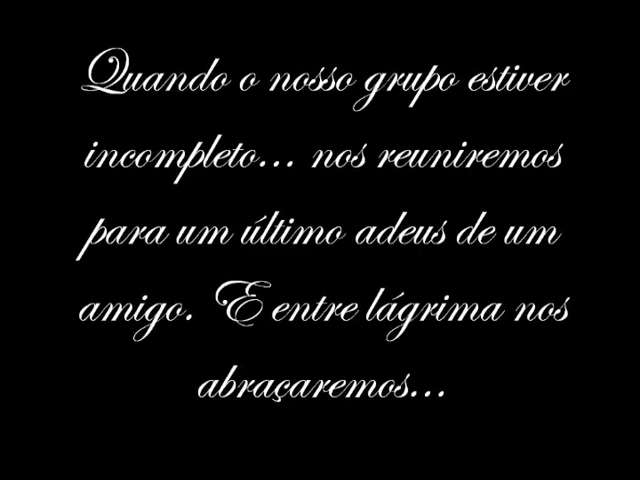 Quando o nosso grupo estiver
incompleto... nos reuniremos
para um último adeus de um
amigo. E entre lágrima nos
abraçaremos...